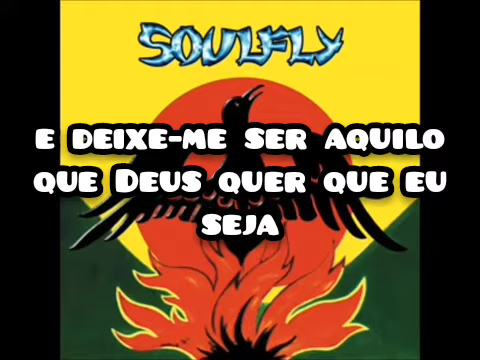 SOULFLY
E DEIXE-ME SER AQUILO
QUE DEUS QUER QUE EU
SEJA